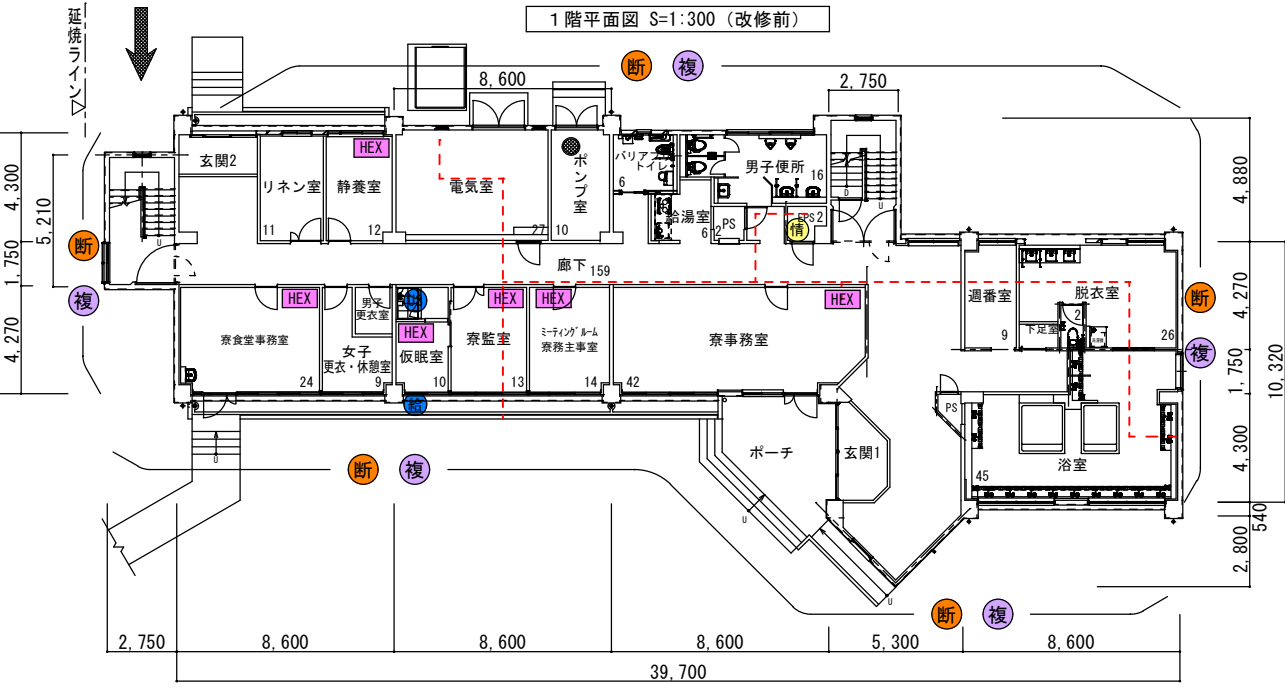 1階平面図 S=1:300 (改修前)
延焼ライン
断 複
8,600
2,750
玄関2
リネン室
11
静養室
HEX
12
電気室
27
ポンプ室
10
バリアフリー
トイレ
6
男子便所
16
給湯室
6
PS
2
EPS2
情
D
U
U
4,300
5,210
1,750
4,270
断
複
廊下 159
4,880
4,270
1,750
10,320
4,300
540
2,800
断
複
寮食堂事務室
HEX
24
男子
更衣室
女子
更衣・休憩室
9
HEX
仮眠室
10
給
寮監室
HEX
13
HEX
ミーティングルーム
寮務主事室
14
寮事務室
HEX
42
週番室
9
脱衣室
26
下足室
2
PS
浴室
45
ポーチ
玄関1
U
U
U
断 複
断 複
2,750
8,600
8,600
8,600
5,300
8,600
39,700